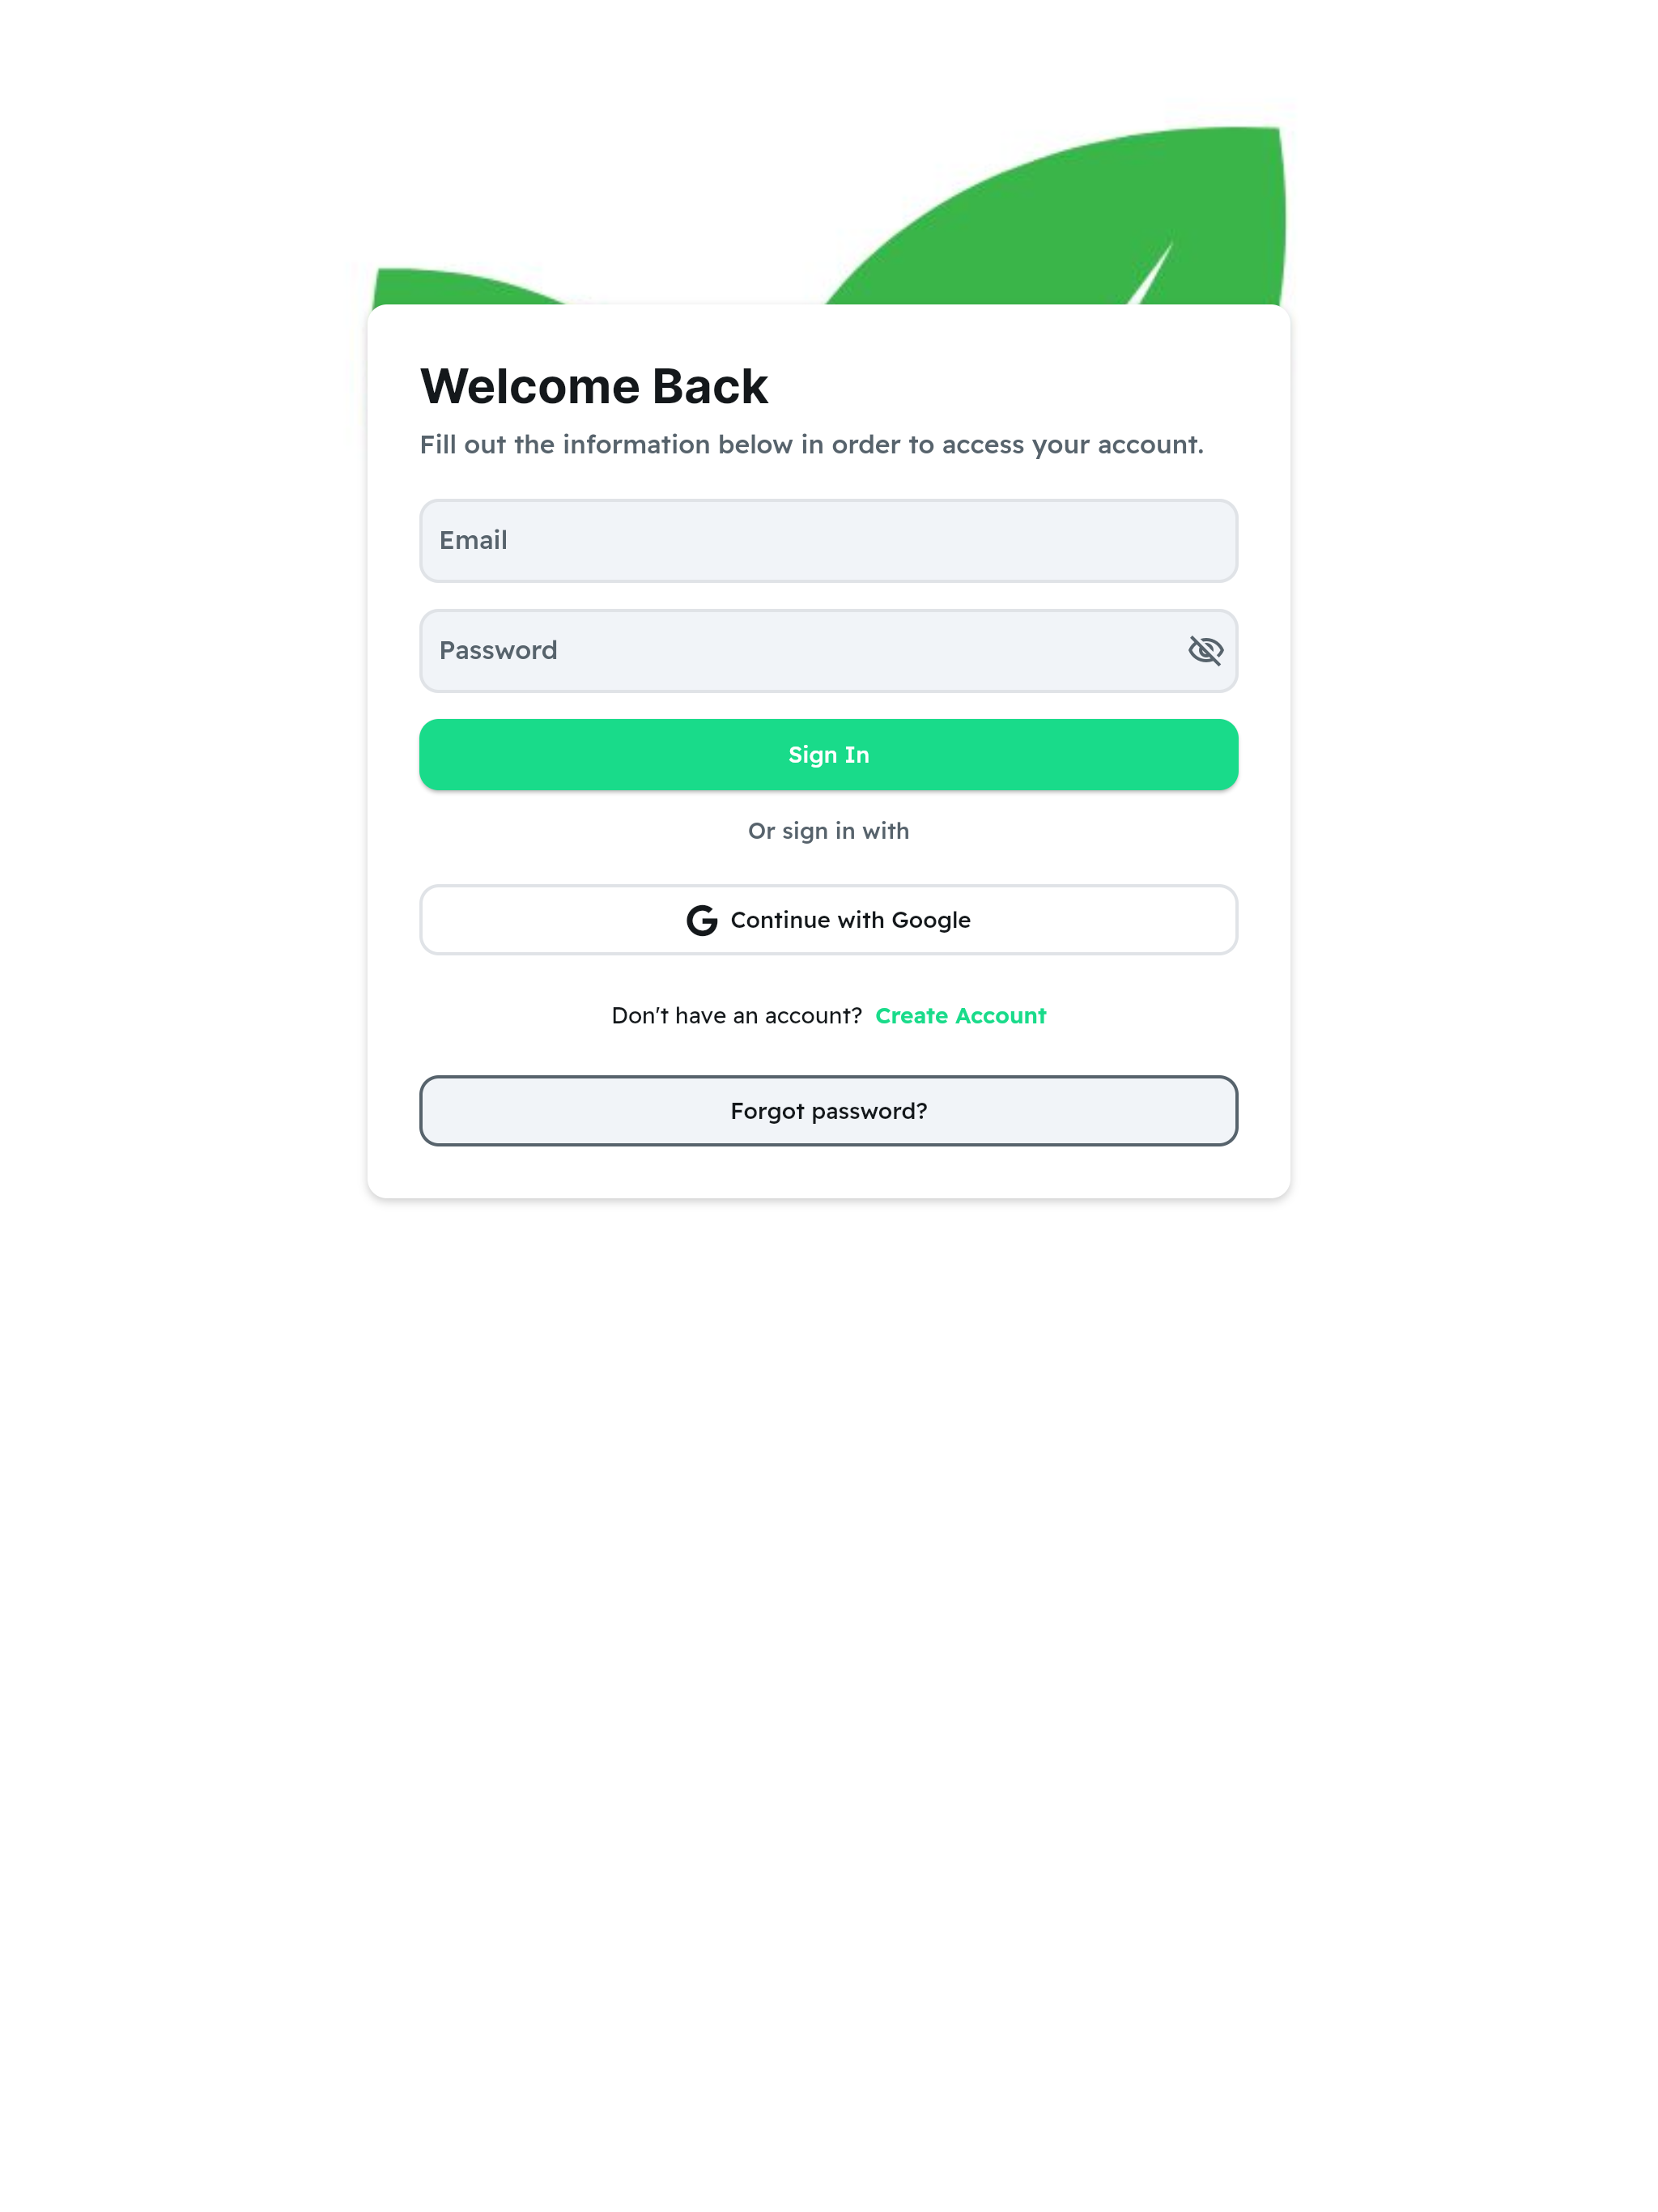 Welcome Back
Fill out the information below in order to access your account.
Email
Password
Sign In
Or sign in with
Continue with Google
Don't have an account? Create Account
Forgot password?